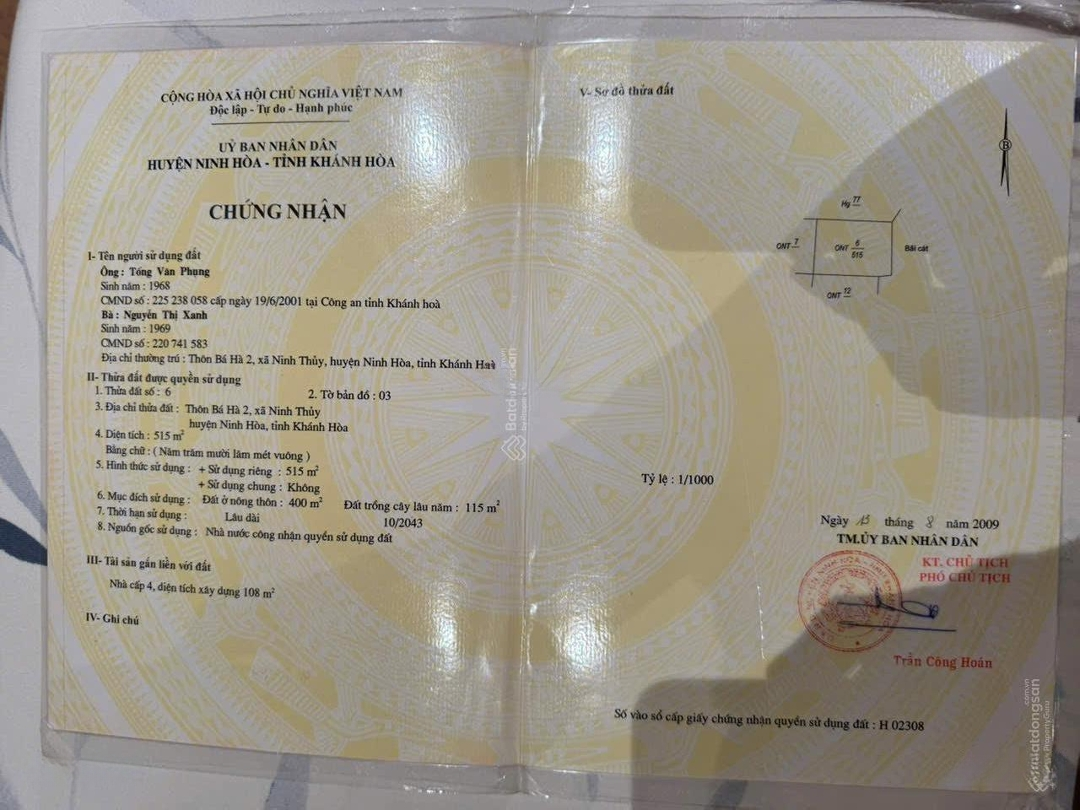 CỘNG HÒA XÃ HỘI CHỦ NGHĨA VIỆT NAM
Độc lập - Tự do - Hạnh phúc
UỶ BAN NHÂN DÂN
HUYỆN NINH HÒA - TỈNH KHÁNH HÒA
CHỨNG NHẬN
I- Tên người sử dụng đất
Ông : Tống Văn Phụng
Sinh năm : 1968
CMND số : 225 238 058 cấp ngày 19/6/2001 tại Công an tỉnh Khánh hoà
Bà : Nguyễn Thị Xanh
Sinh năm : 1969
CMND số : 220 741 583
Địa chỉ thường trú : Thôn Bá Hà 2, xã Ninh Thủy, huyện Ninh Hòa, tỉnh Khánh
II- Thửa đất được quyền sử dụng
1. Thửa đất số : 6 2. Tờ bản đồ : 03
3. Địa chỉ thửa đất : Thôn Bá Hà 2, xã Ninh Thủy
huyện Ninh Hòa, tỉnh Khánh Hòa
4. Diện tích : 515 m²
Bằng chữ : ( Năm trăm mười lăm mét vuông )
5. Hình thức sử dụng : + Sử dụng riêng : 515 m²
+ Sử dụng chung : Không
6. Mục đích sử dụng : Đất ở nông thôn : 400 m² Đất trồng cây lâu năm : 115 m²
7. Thời hạn sử dụng : Lâu dài 10/2043
8. Nguồn gốc sử dụng : Nhà nước công nhận quyền sử dụng đất
III- Tài sản gắn liền với đất
Nhà cấp 4, diện tích xây dựng 108 m²
IV- Ghi chú
V- Sơ đồ thửa đất
B
Hg 77
ONT 7
ONT 6
515
Bãi cát
ONT 12
Tỷ lệ : 1/1000
Ngày 15 tháng 8 năm 2009
TM.ỦY BAN NHÂN DÂN
KT. CHỦ TỊCH
PHÓ CHỦ TỊCH
Trần Công Hoán
Số vào sổ cấp giấy chứng nhận quyền sử dụng đất : H 02308
Batdongsan
by PropertyGuru